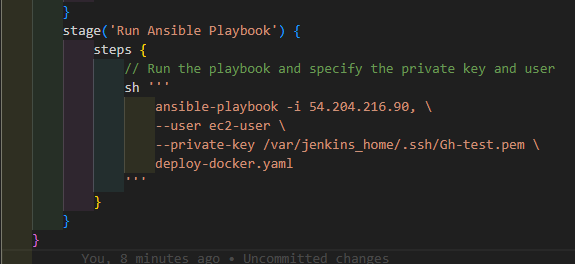 }
stage('Run Ansible Playbook') {
steps {
// Run the playbook and specify the private key and user
sh '''
ansible-playbook -i 54.204.216.90, \
--user ec2-user \
--private-key /var/jenkins_home/.ssh/Gh-test.pem \
deploy-docker.yaml
'''
}
}
}
You, 8 minutes ago • Uncommitted changes